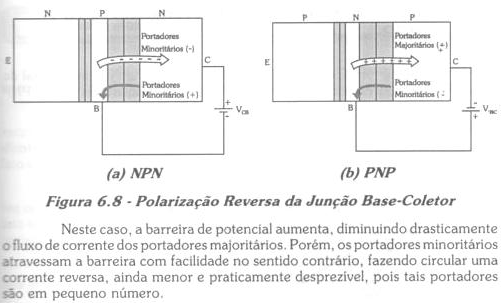 N P N
Portadores
Minoritários (-)
E
C
Portadores
Minoritários (+)
B
+
-
V_CB
(a) NPN
P N P
Portadores
Majoritários (+)
E
C
Portadores
Minoritários (-
B
-
+
V_BC
(b) PNP
Figura 6.8 - Polarização Reversa da Junção Base-Coletor
Neste caso, a barreira de potencial aumenta, diminuindo drasticamente
o fluxo de corrente dos portadores majoritários. Porém, os portadores minoritários
atravessam a barreira com facilidade no sentido contrário, fazendo circular uma
corrente reversa, ainda menor e praticamente desprezível, pois tais portadores
são em pequeno número.